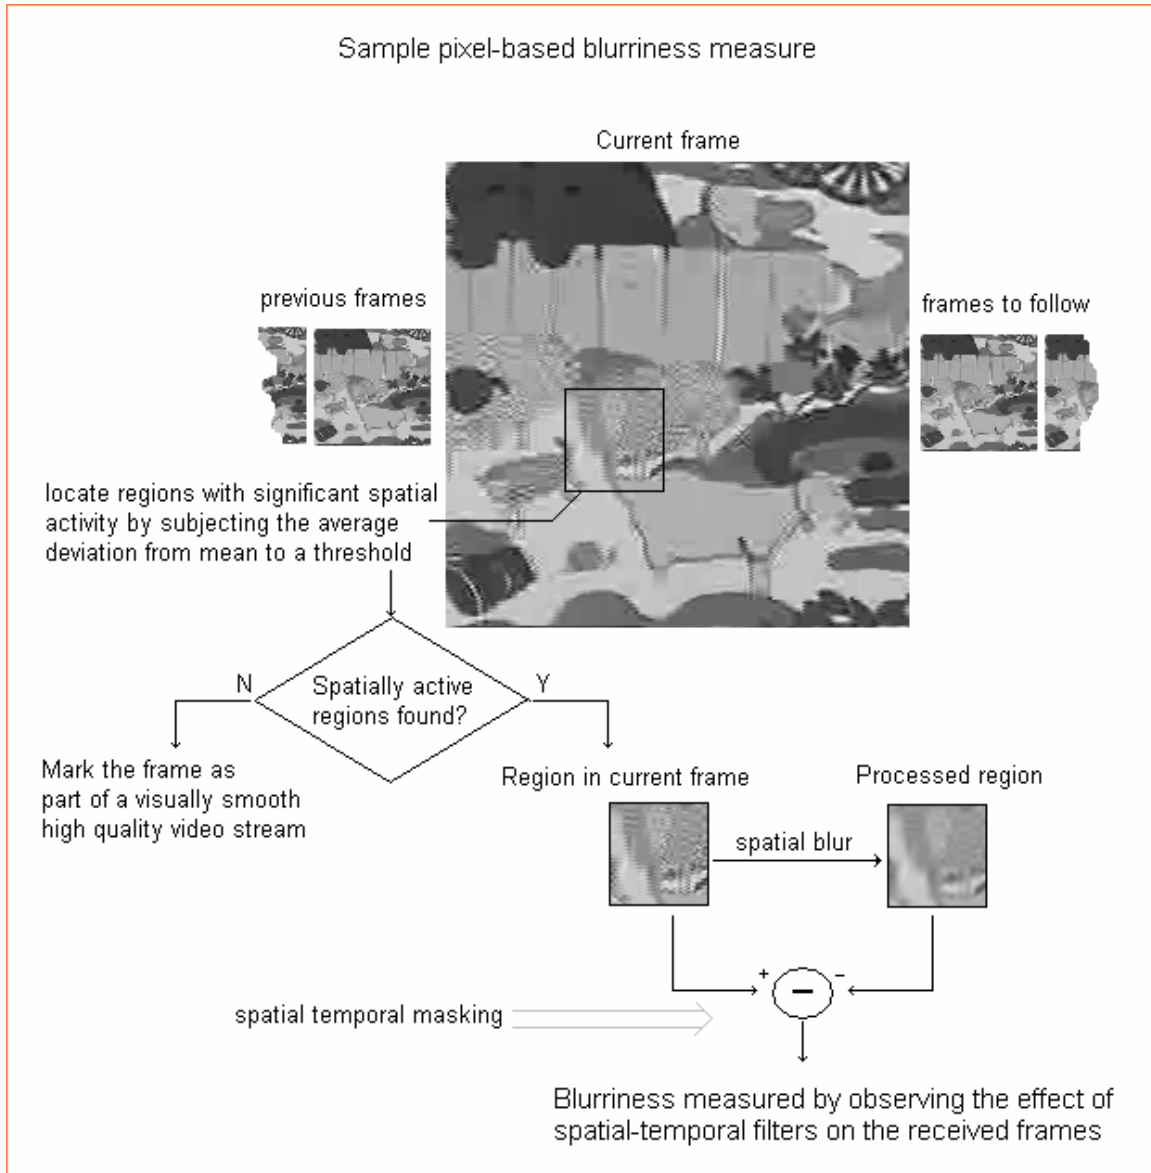 Sample pixel-based blurriness measure
Current frame
previous frames
frames to follow
locate regions with significant spatial
activity by subjecting the average
deviation from mean to a threshold
N
Y
Spatially active
regions found?
Mark the frame as
part of a visually smooth
high quality video stream
Region in current frame
Processed region
spatial blur
+
−
−
spatial temporal masking
Blurriness measured by observing the effect of
spatial-temporal filters on the received frames